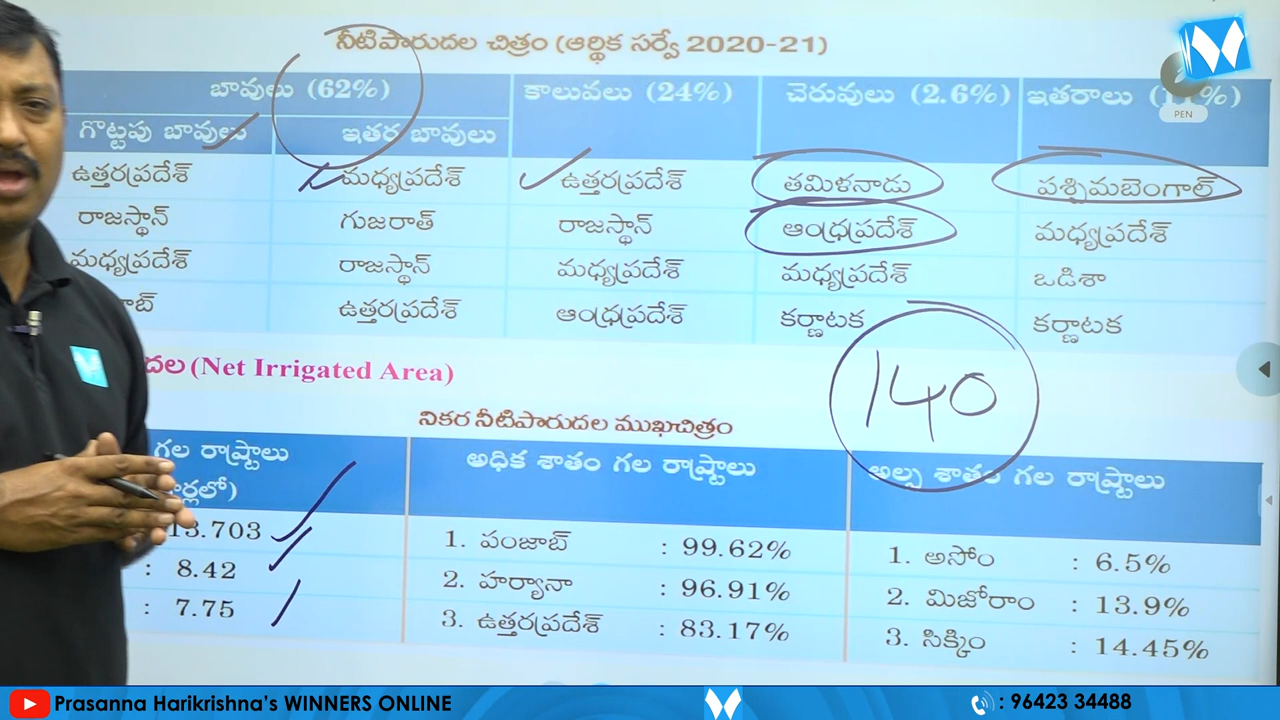 నీటిపారుదల చిత్రం (ఆర్థిక సర్వే 2020-21)
బావులు (62%) కాలువలు (24%) చెరువులు (2.6%) ఇతరాలు (11%)
గొట్టపు బావులు ఇతర బావులు
PEN
ఉత్తరప్రదేశ్ మధ్యప్రదేశ్ ఉత్తరప్రదేశ్ తమిళనాడు పశ్చిమబెంగాల్
రాజస్థాన్ గుజరాత్ రాజస్థాన్ ఆంధ్రప్రదేశ్ మధ్యప్రదేశ్
మధ్యప్రదేశ్ రాజస్థాన్ మధ్యప్రదేశ్ మధ్యప్రదేశ్ ఒడిశా
ఉత్తరప్రదేశ్ ఆంధ్రప్రదేశ్ కర్ణాటక కర్ణాటక
140
(Net Irrigated Area)
నికర నీటిపారుదల ముఖచిత్రం
గల రాష్ట్రాలు అధిక శాతం గల రాష్ట్రాలు అల్ప శాతం గల రాష్ట్రాలు
13.703 1. పంజాబ్ : 99.62% 1. అసోం : 6.5%
: 8.42 2. హర్యానా : 96.91% 2. మిజోరాం : 13.9%
: 7.75 3. ఉత్తరప్రదేశ్ : 83.17% 3. సిక్కిం : 14.45%
Prasanna Harikrishna's WINNERS ONLINE : 96423 34488